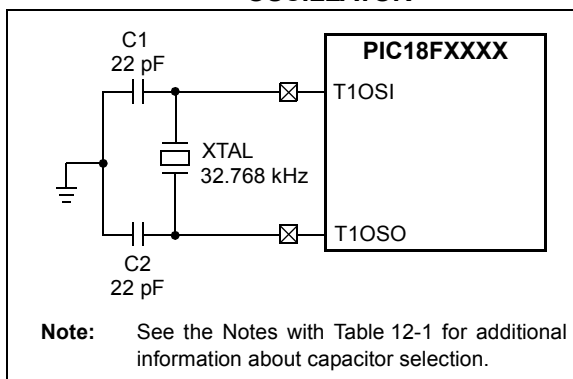 C1
22 pF
PIC18FXXXX
T1OSI
XTAL
32.768 kHz
T1OSO
C2
22 pF
Note: See the Notes with Table 12-1 for additional
information about capacitor selection.